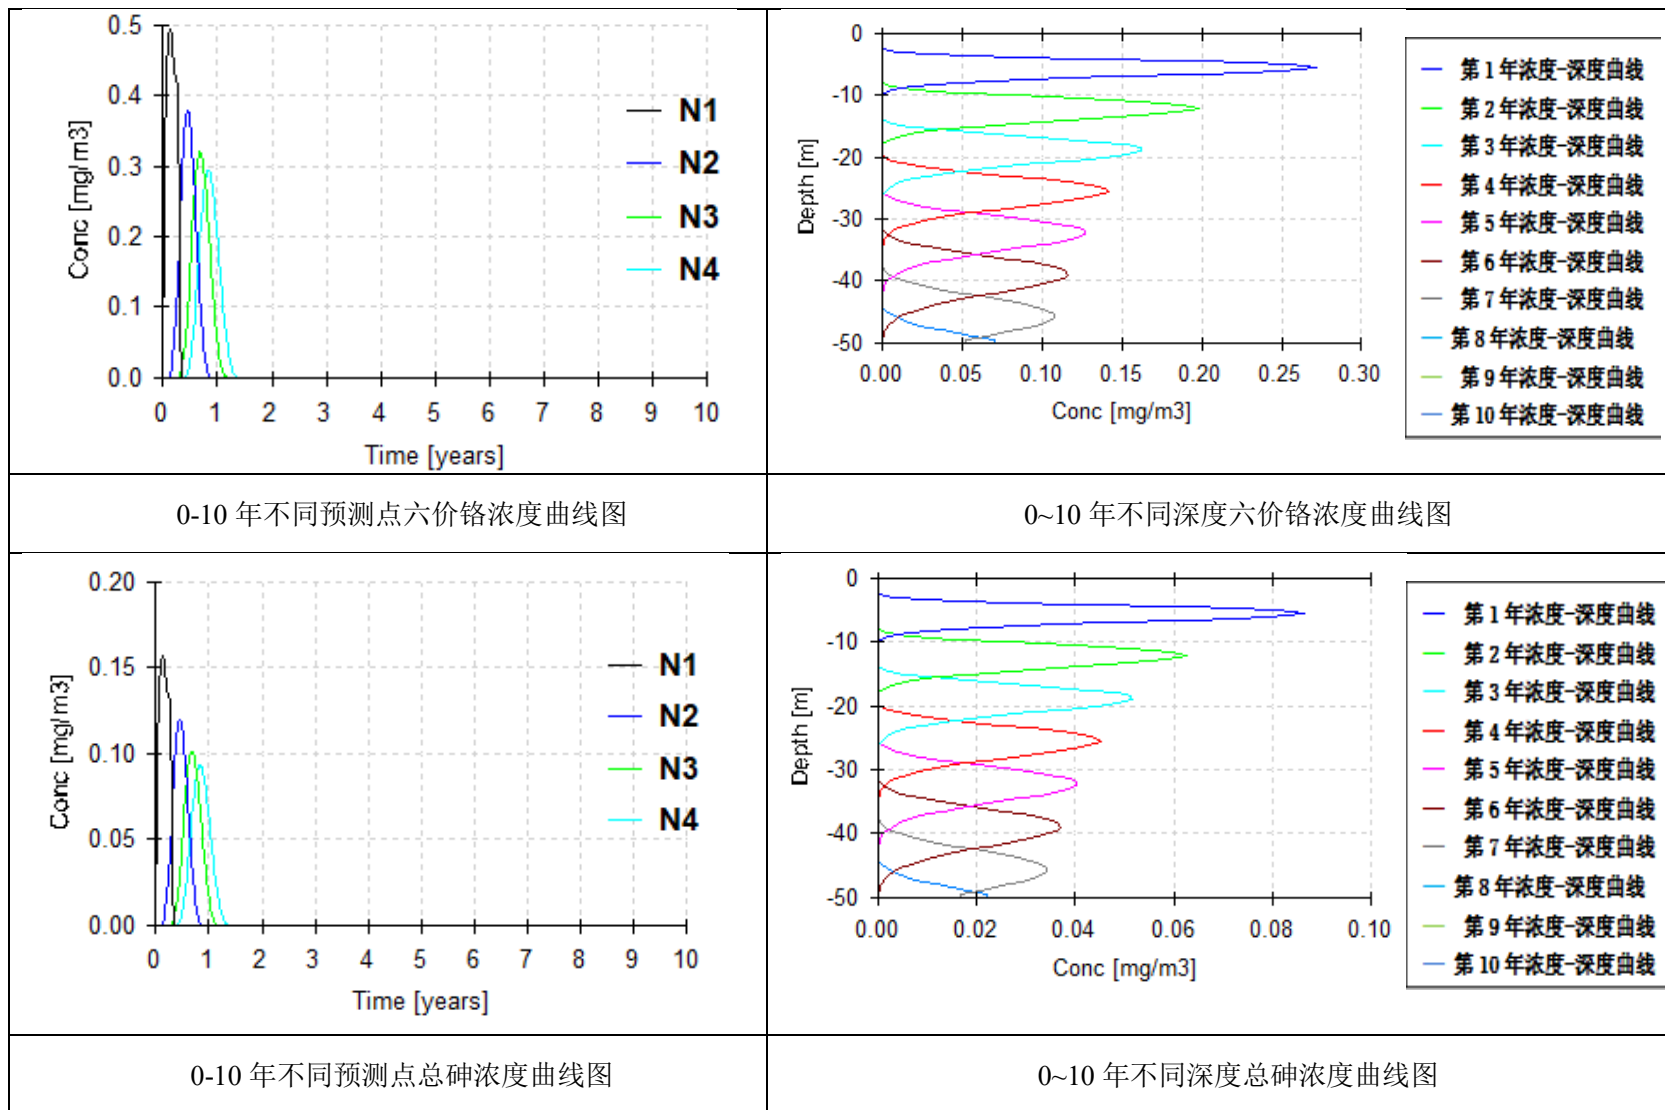 0.5
0.4
0.3
0.2
0.1
0.0
Conc [mg/m3]
0 1 2 3 4 5 6 7 8 9 10
Time [years]
N1
N2
N3
N4
0.00 0.05 0.10 0.15 0.20 0.25 0.30
0
-10
-20
-30
-40
-50
Depth [m]
0.00 0.05 0.10 0.15 0.20 0.25 0.30
Conc [mg/m3]
第 1 年浓度-深度曲线
第 2 年浓度-深度曲线
第 3 年浓度-深度曲线
第 4 年浓度-深度曲线
第 5 年浓度-深度曲线
第 6 年浓度-深度曲线
第 7 年浓度-深度曲线
第 8 年浓度-深度曲线
第 9 年浓度-深度曲线
第 10 年浓度-深度曲线
0-10 年不同预测点六价铬浓度曲线图
0~10 年不同深度六价铬浓度曲线图
0.20
0.15
0.10
0.05
0.00
Conc [mg/m3]
0 1 2 3 4 5 6 7 8 9 10
Time [years]
N1
N2
N3
N4
0
-10
-20
-30
-40
-50
Depth [m]
0.00 0.02 0.04 0.06 0.08 0.10
Conc [mg/m3]
第 1 年浓度-深度曲线
第 2 年浓度-深度曲线
第 3 年浓度-深度曲线
第 4 年浓度-深度曲线
第 5 年浓度-深度曲线
第 6 年浓度-深度曲线
第 7 年浓度-深度曲线
第 8 年浓度-深度曲线
第 9 年浓度-深度曲线
第 10 年浓度-深度曲线
0-10 年不同预测点总砷浓度曲线图
0~10 年不同深度总砷浓度曲线图